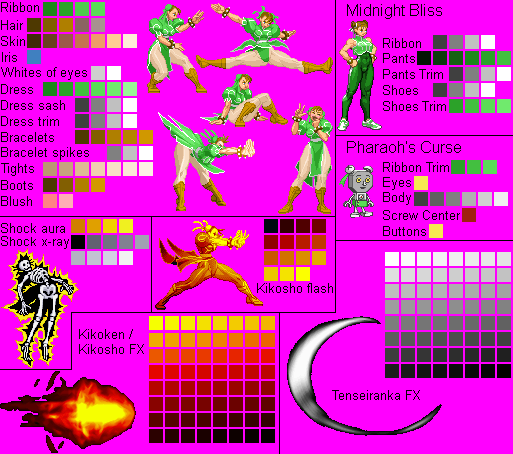 Ribbon
Hair
Skin
Iris
Whites of eyes
Dress
Dress sash
Dress trim
Bracelets
Bracelet spikes
Tights
Boots
Blush
Midnight Bliss
Ribbon
Pants
Pants Trim
Shoes
Shoes Trim
Pharaoh's Curse
Ribbon Trim
Eyes
Body
Screw Center
Buttons
Shock aura
Shock x-ray
Kikosho flash
Kikoken /
Kikosho FX
Tenseiranka FX